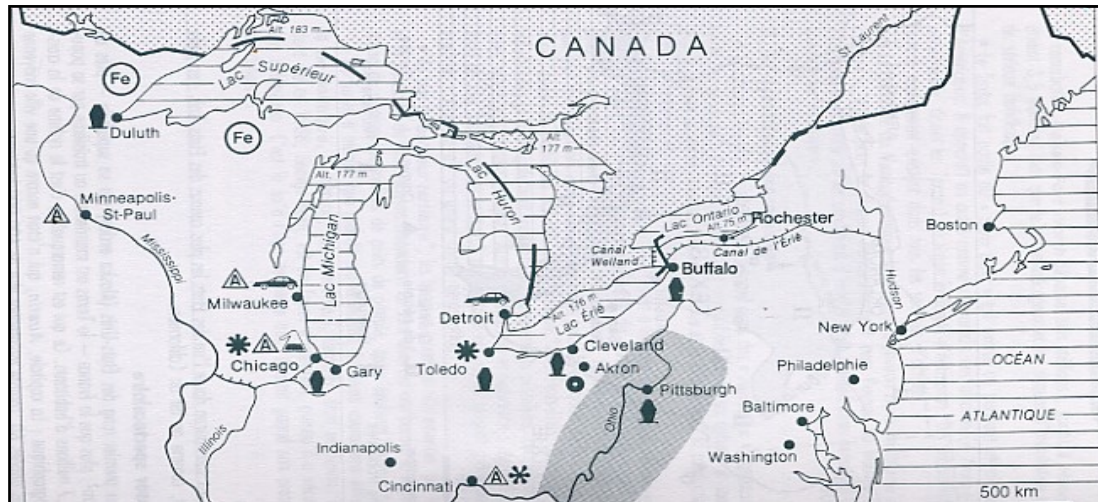 Alt. 183 m
CANADA
St Laurent
Lac Supérieur
Fe
Duluth
Fe
Alt. 177 m
Alt. 177 m
Lac Huron
Minneapolis-
St-Paul
A
Mississippi
Lac Michigan
Lac Ontario
Alt. 75 m
Rochester
Boston
Canal
Welland
Canal de l'Érié
Buffalo
A
Milwaukee
Hudson
Detroit
Alt. 176 m
Lac Érié
New York
A
Chicago
Gary
Toledo
Cleveland
Akron
OCÉAN
Philadelphie
Pittsburgh
Baltimore
ATLANTIQUE
Ohio
Illinois
Indianapolis
Washington
Cincinnati
A
500 km